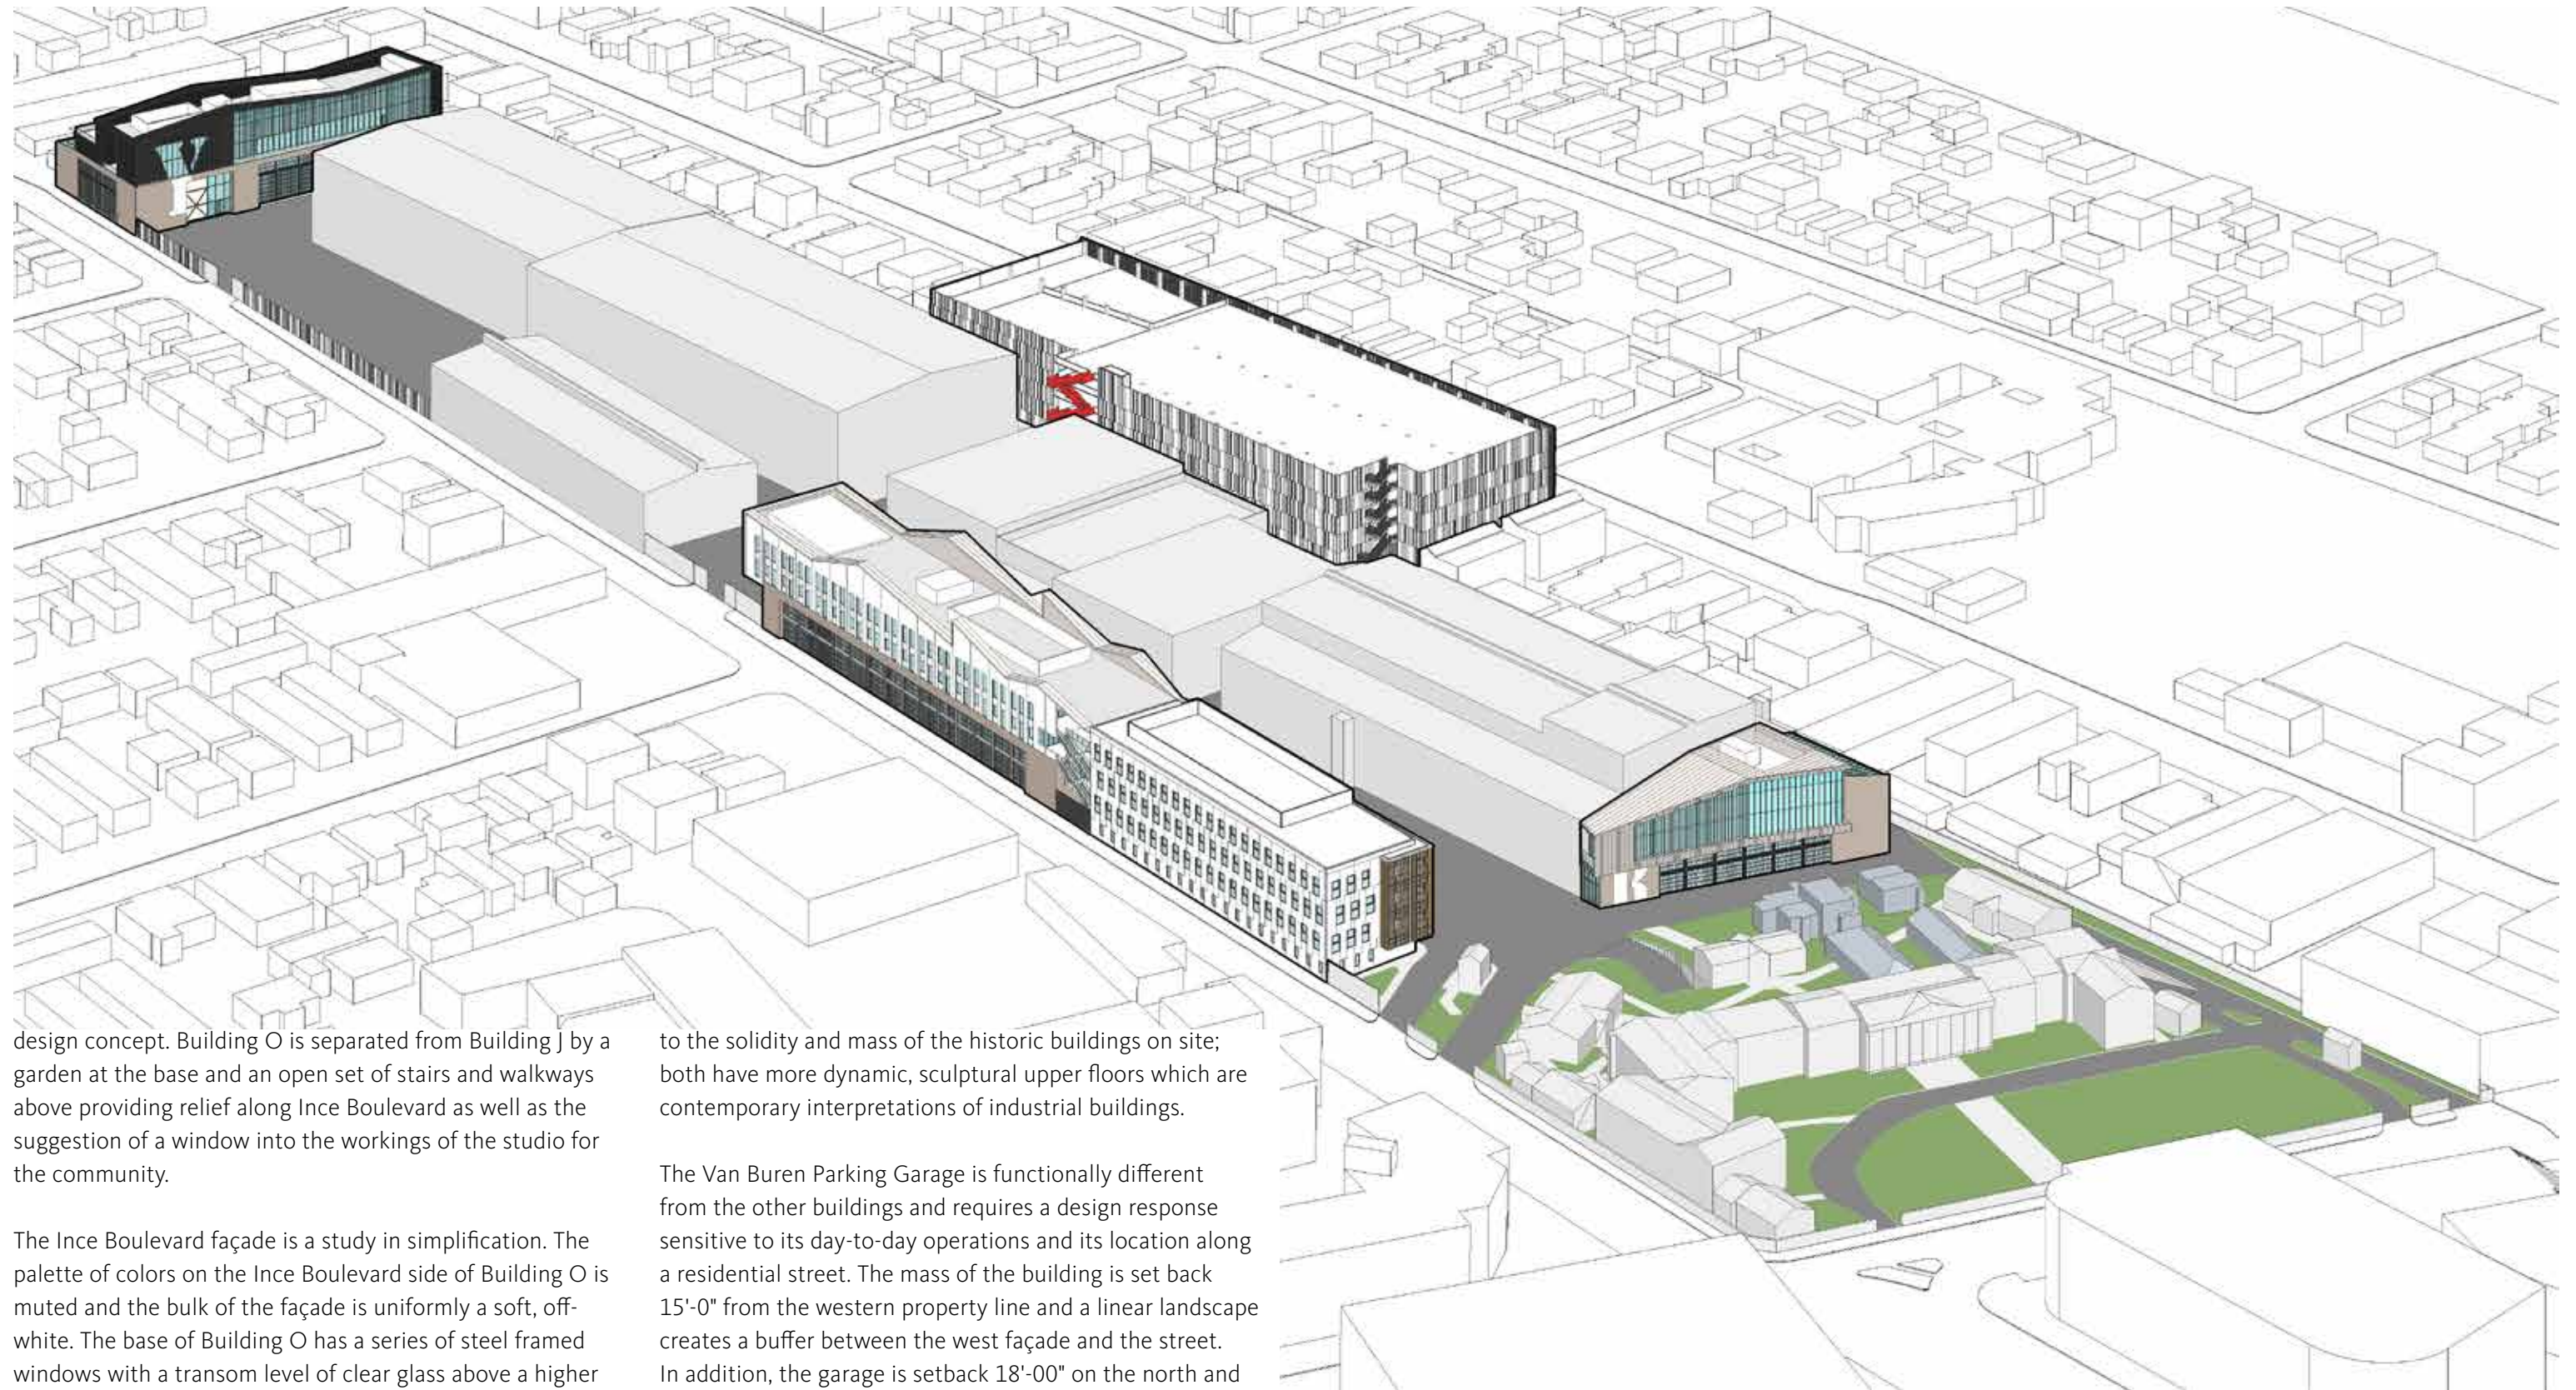 Y
K
design concept. Building O is separated from Building J by a
garden at the base and an open set of stairs and walkways
above providing relief along Ince Boulevard as well as the
suggestion of a window into the workings of the studio for
the community.
The Ince Boulevard façade is a study in simplification. The
palette of colors on the Ince Boulevard side of Building O is
muted and the bulk of the façade is uniformly a soft, off-
white. The base of Building O has a series of steel framed
windows with a transom level of clear glass above a higher
to the solidity and mass of the historic buildings on site;
both have more dynamic, sculptural upper floors which are
contemporary interpretations of industrial buildings.
The Van Buren Parking Garage is functionally different
from the other buildings and requires a design response
sensitive to its day-to-day operations and its location along
a residential street. The mass of the building is set back
15'-0" from the western property line and a linear landscape
creates a buffer between the west façade and the street.
In addition, the garage is setback 18'-00" on the north and